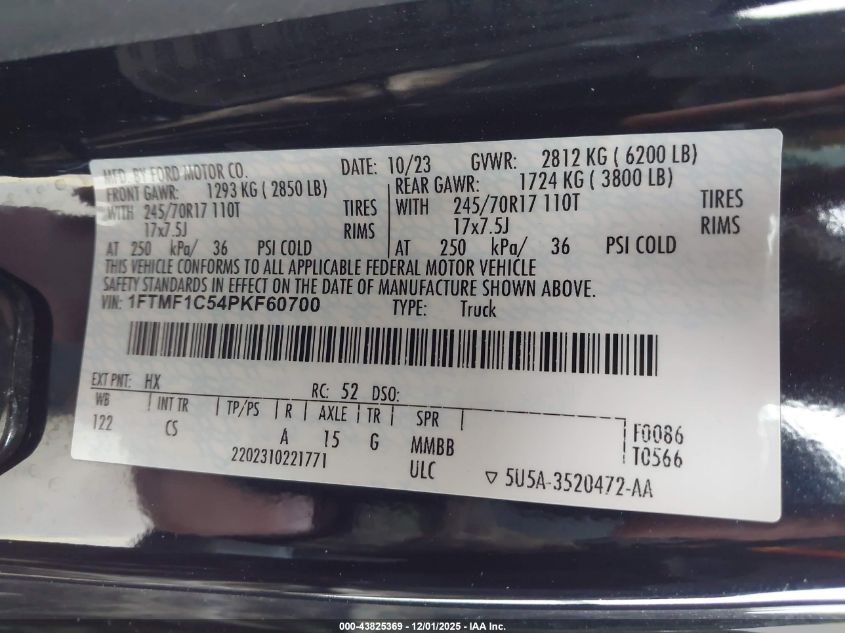 MFD. BY FORD MOTOR CO. DATE: 10/23 GVWR: 2812 KG ( 6200 LB)
FRONT GAWR: 1293 KG ( 2850 LB) REAR GAWR: 1724 KG ( 3800 LB)
WITH 245/70R17 110T TIRES WITH 245/70R17 110T TIRES
17x7.5J RIMS 17x7.5J RIMS
AT 250 kPa/ 36 PSI COLD AT 250 kPa/ 36 PSI COLD
THIS VEHICLE CONFORMS TO ALL APPLICABLE FEDERAL MOTOR VEHICLE
SAFETY STANDARDS IN EFFECT ON THE DATE OF MANUFACTURE SHOWN ABOVE.
VIN: 1FTMF1C54PKF60700 TYPE: Truck
EXT PNT: HX RC: 52 DSO:
WB INT TR TP/PS R AXLE TR SPR
122 CS A 15 G MMBB F0086
2202310221771 ULC T0566
▽ 5U5A-3520472-AA
000-43825369 - 12/01/2025 - IAA Inc.